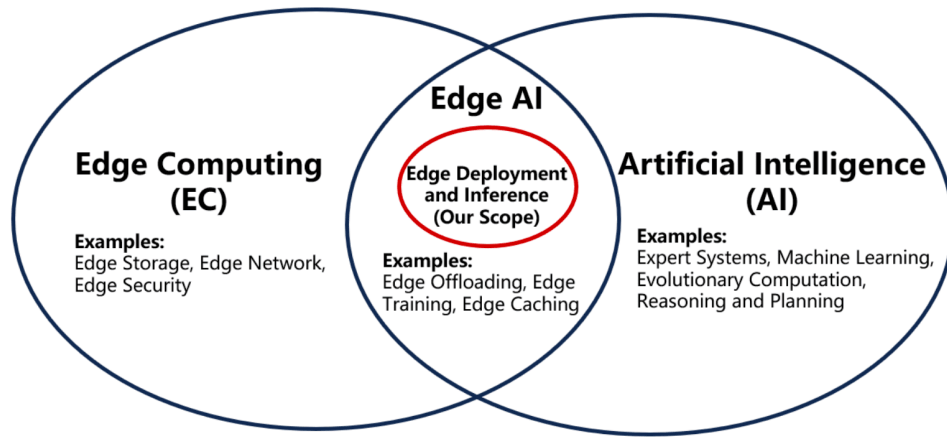 Edge Computing
(EC)
Examples:
Edge Storage, Edge Network,
Edge Security
Edge AI
Edge Deployment
and Inference
(Our Scope)
Examples:
Edge Offloading, Edge
Training, Edge Caching
Artificial Intelligence
(AI)
Examples:
Expert Systems, Machine Learning,
Evolutionary Computation,
Reasoning and Planning